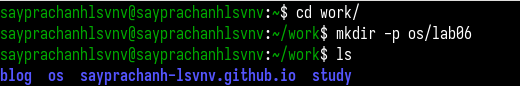 sayprachanhlsvnv@sayprachanhlsvnv:~$ cd work/
sayprachanhlsvnv@sayprachanhlsvnv:~/work$ mkdir -p os/lab06
sayprachanhlsvnv@sayprachanhlsvnv:~/work$ ls
blog  os  sayprachanh-lsvnv.github.io  study